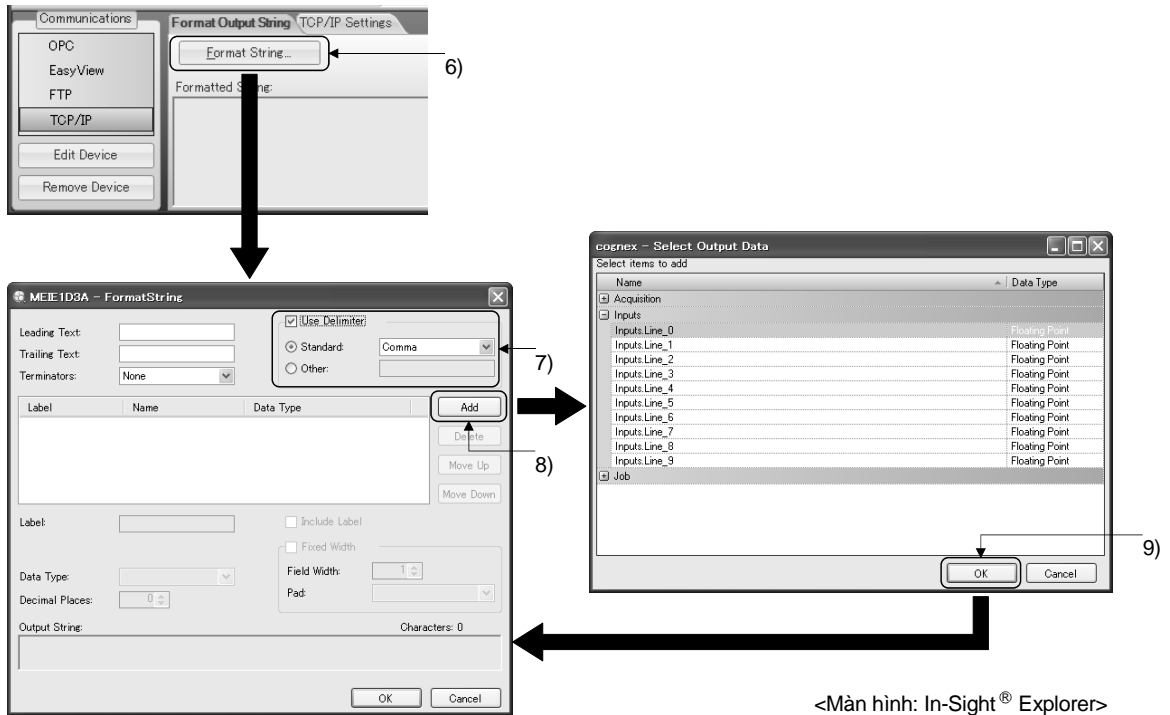 Communications
OPC
EasyView
FTP
TCP/IP
Edit Device
Remove Device
Format Output String TCP/IP Settings
Format String...
Formatted
6)
MEIE1D3A - FormatString
Leading Text:
Trailing Text:
Terminators: None
Use Delimiter
Standard: Comma
Other:
7)
Label Name Data Type
Add
Delete
Move Up
Move Down
8)
Label:
Include Label
Fixed Width
Data Type:
Field Width: 1
Decimal Places: 0
Pad:
Output String: Characters: 0
OK Cancel
cognex - Select Output Data
Select items to add
Name Data Type
Acquisition
Inputs
Inputs.Line_0 Floating Point
Inputs.Line_1 Floating Point
Inputs.Line_2 Floating Point
Inputs.Line_3 Floating Point
Inputs.Line_4 Floating Point
Inputs.Line_5 Floating Point
Inputs.Line_6 Floating Point
Inputs.Line_7 Floating Point
Inputs.Line_8 Floating Point
Inputs.Line_9 Floating Point
Job
OK Cancel
9)
<Màn hình: In-Sight® Explorer>